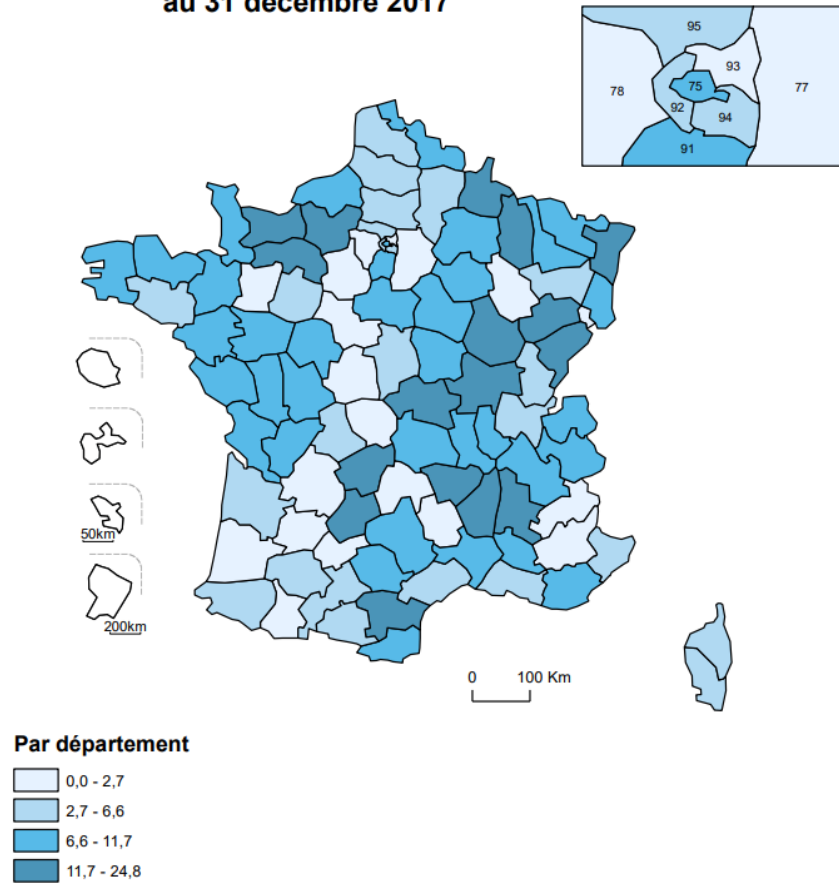 au 31 décembre 2017
95
93
78
75
77
92
94
91
50km
200km
0 100 Km
Par département
0,0 - 2,7
2,7 - 6,6
6,6 - 11,7
11,7 - 24,8